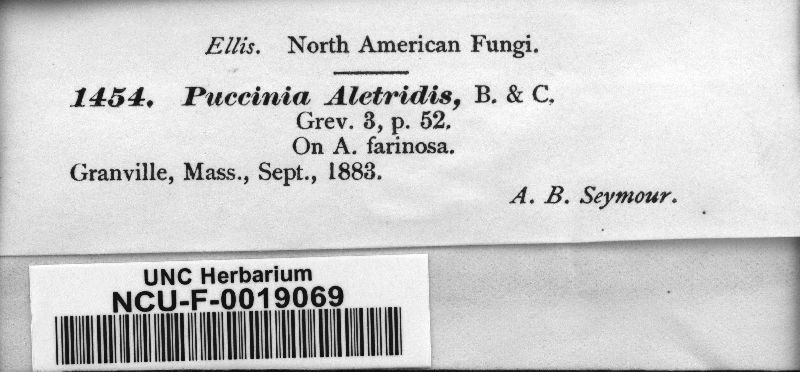 Ellis. North American Fungi.
1454. Puccinia Aletridis, B. & C.
Grev. 3, p. 52.
On A. farinosa.
Granville, Mass., Sept., 1883.
A. B. Seymour.
UNC Herbarium
NCU-F-0019069